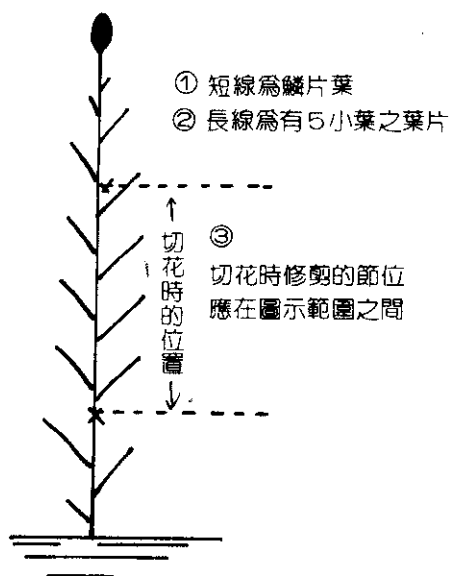 ① 短線為鱗片葉
② 長線為有5小葉之葉片
切花時的位置
③
切花時修剪的節位
應在圖示範圍之間